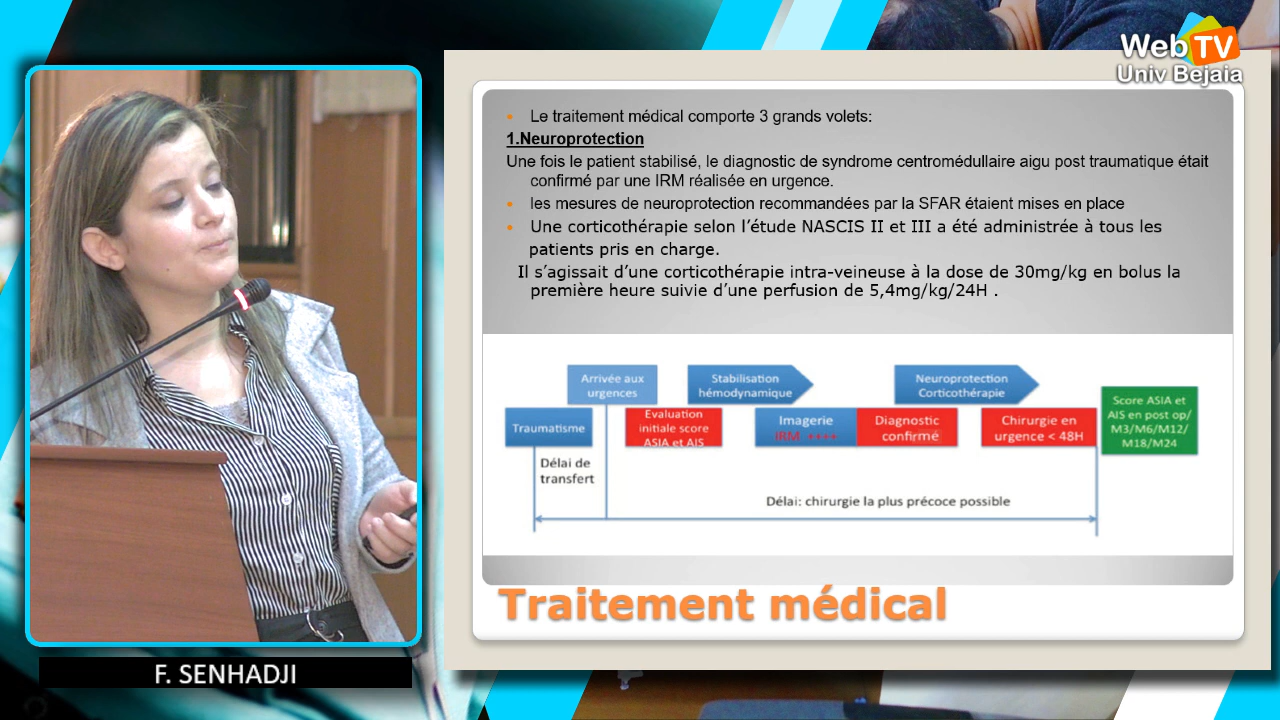 Web TV
Univ Bejaia
Le traitement médical comporte 3 grands volets:
1.Neuroprotection
Une fois le patient stabilisé, le diagnostic de syndrome centromédullaire aigu post traumatique était
confirmé par une IRM réalisée en urgence.
les mesures de neuroprotection recommandées par la SFAR étaient mises en place
Une corticothérapie selon l'étude NASCIS II et III a été administrée à tous les
patients pris en charge.
Il s'agissait d'une corticothérapie intra-veineuse à la dose de 30mg/kg en bolus la
première heure suivie d'une perfusion de 5,4mg/kg/24H .
Arrivée aux
urgences
Stabilisation
hémodynamique
Neuroprotection
Corticothérapie
Traumatisme
Evaluation
initiale score
ASIA et AIS
Imagerie
IRM ++++
Diagnostic
confirmé
Chirurgie en
urgence < 48H
Score ASIA et
AIS en post op/
M3/M6/M12/
M18/M24
Délai de
transfert
Délai: chirurgie la plus précoce possible
Traitement médical
F. SENHADJI